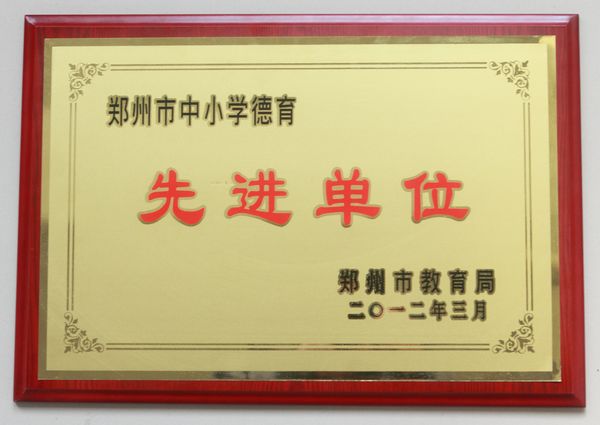 郑州市中小学德育
先进单位
郑州市教育局
二〇一二年三月